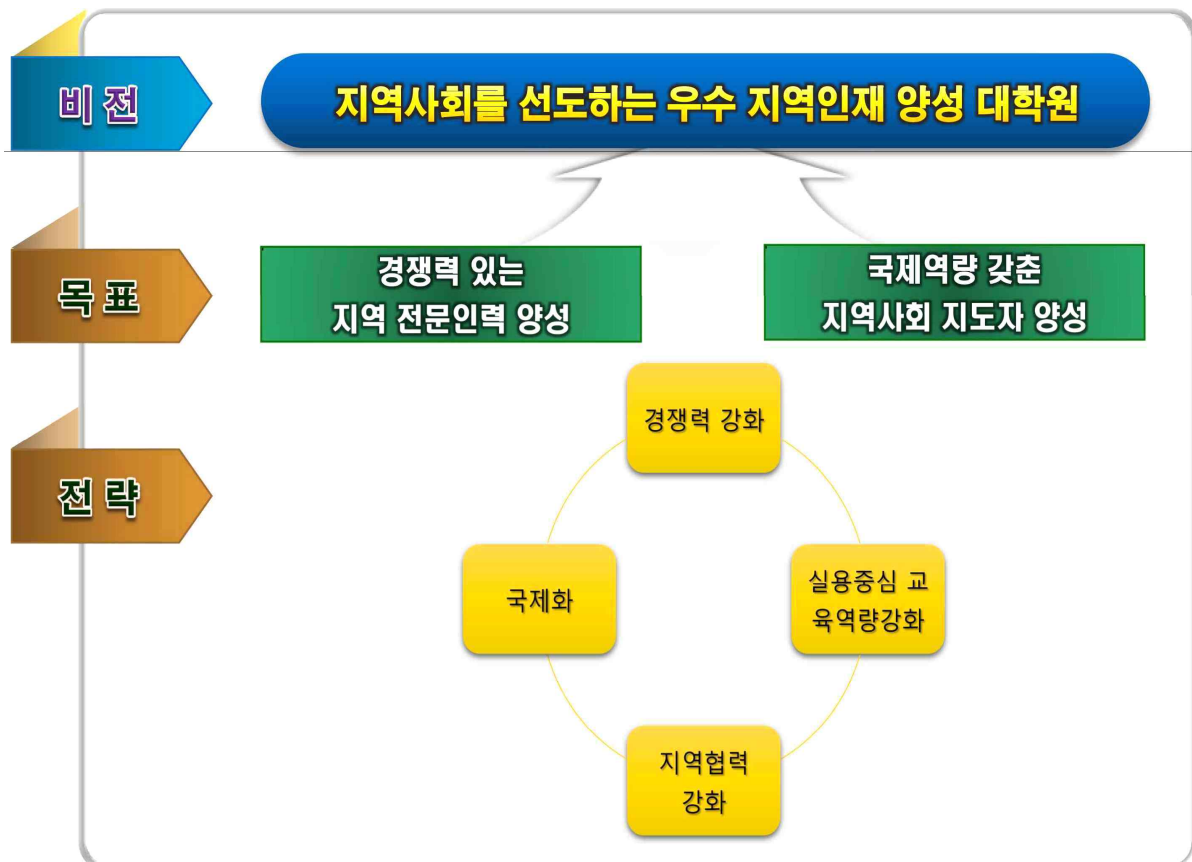 비 전
지역사회를 선도하는 우수 지역인재 양성 대학원
목 표
경쟁력 있는
지역 전문인력 양성
국제역량 갖춘
지역사회 지도자 양성
전 략
경쟁력 강화
국제화
실용중심 교
육역량강화
지역협력
강화